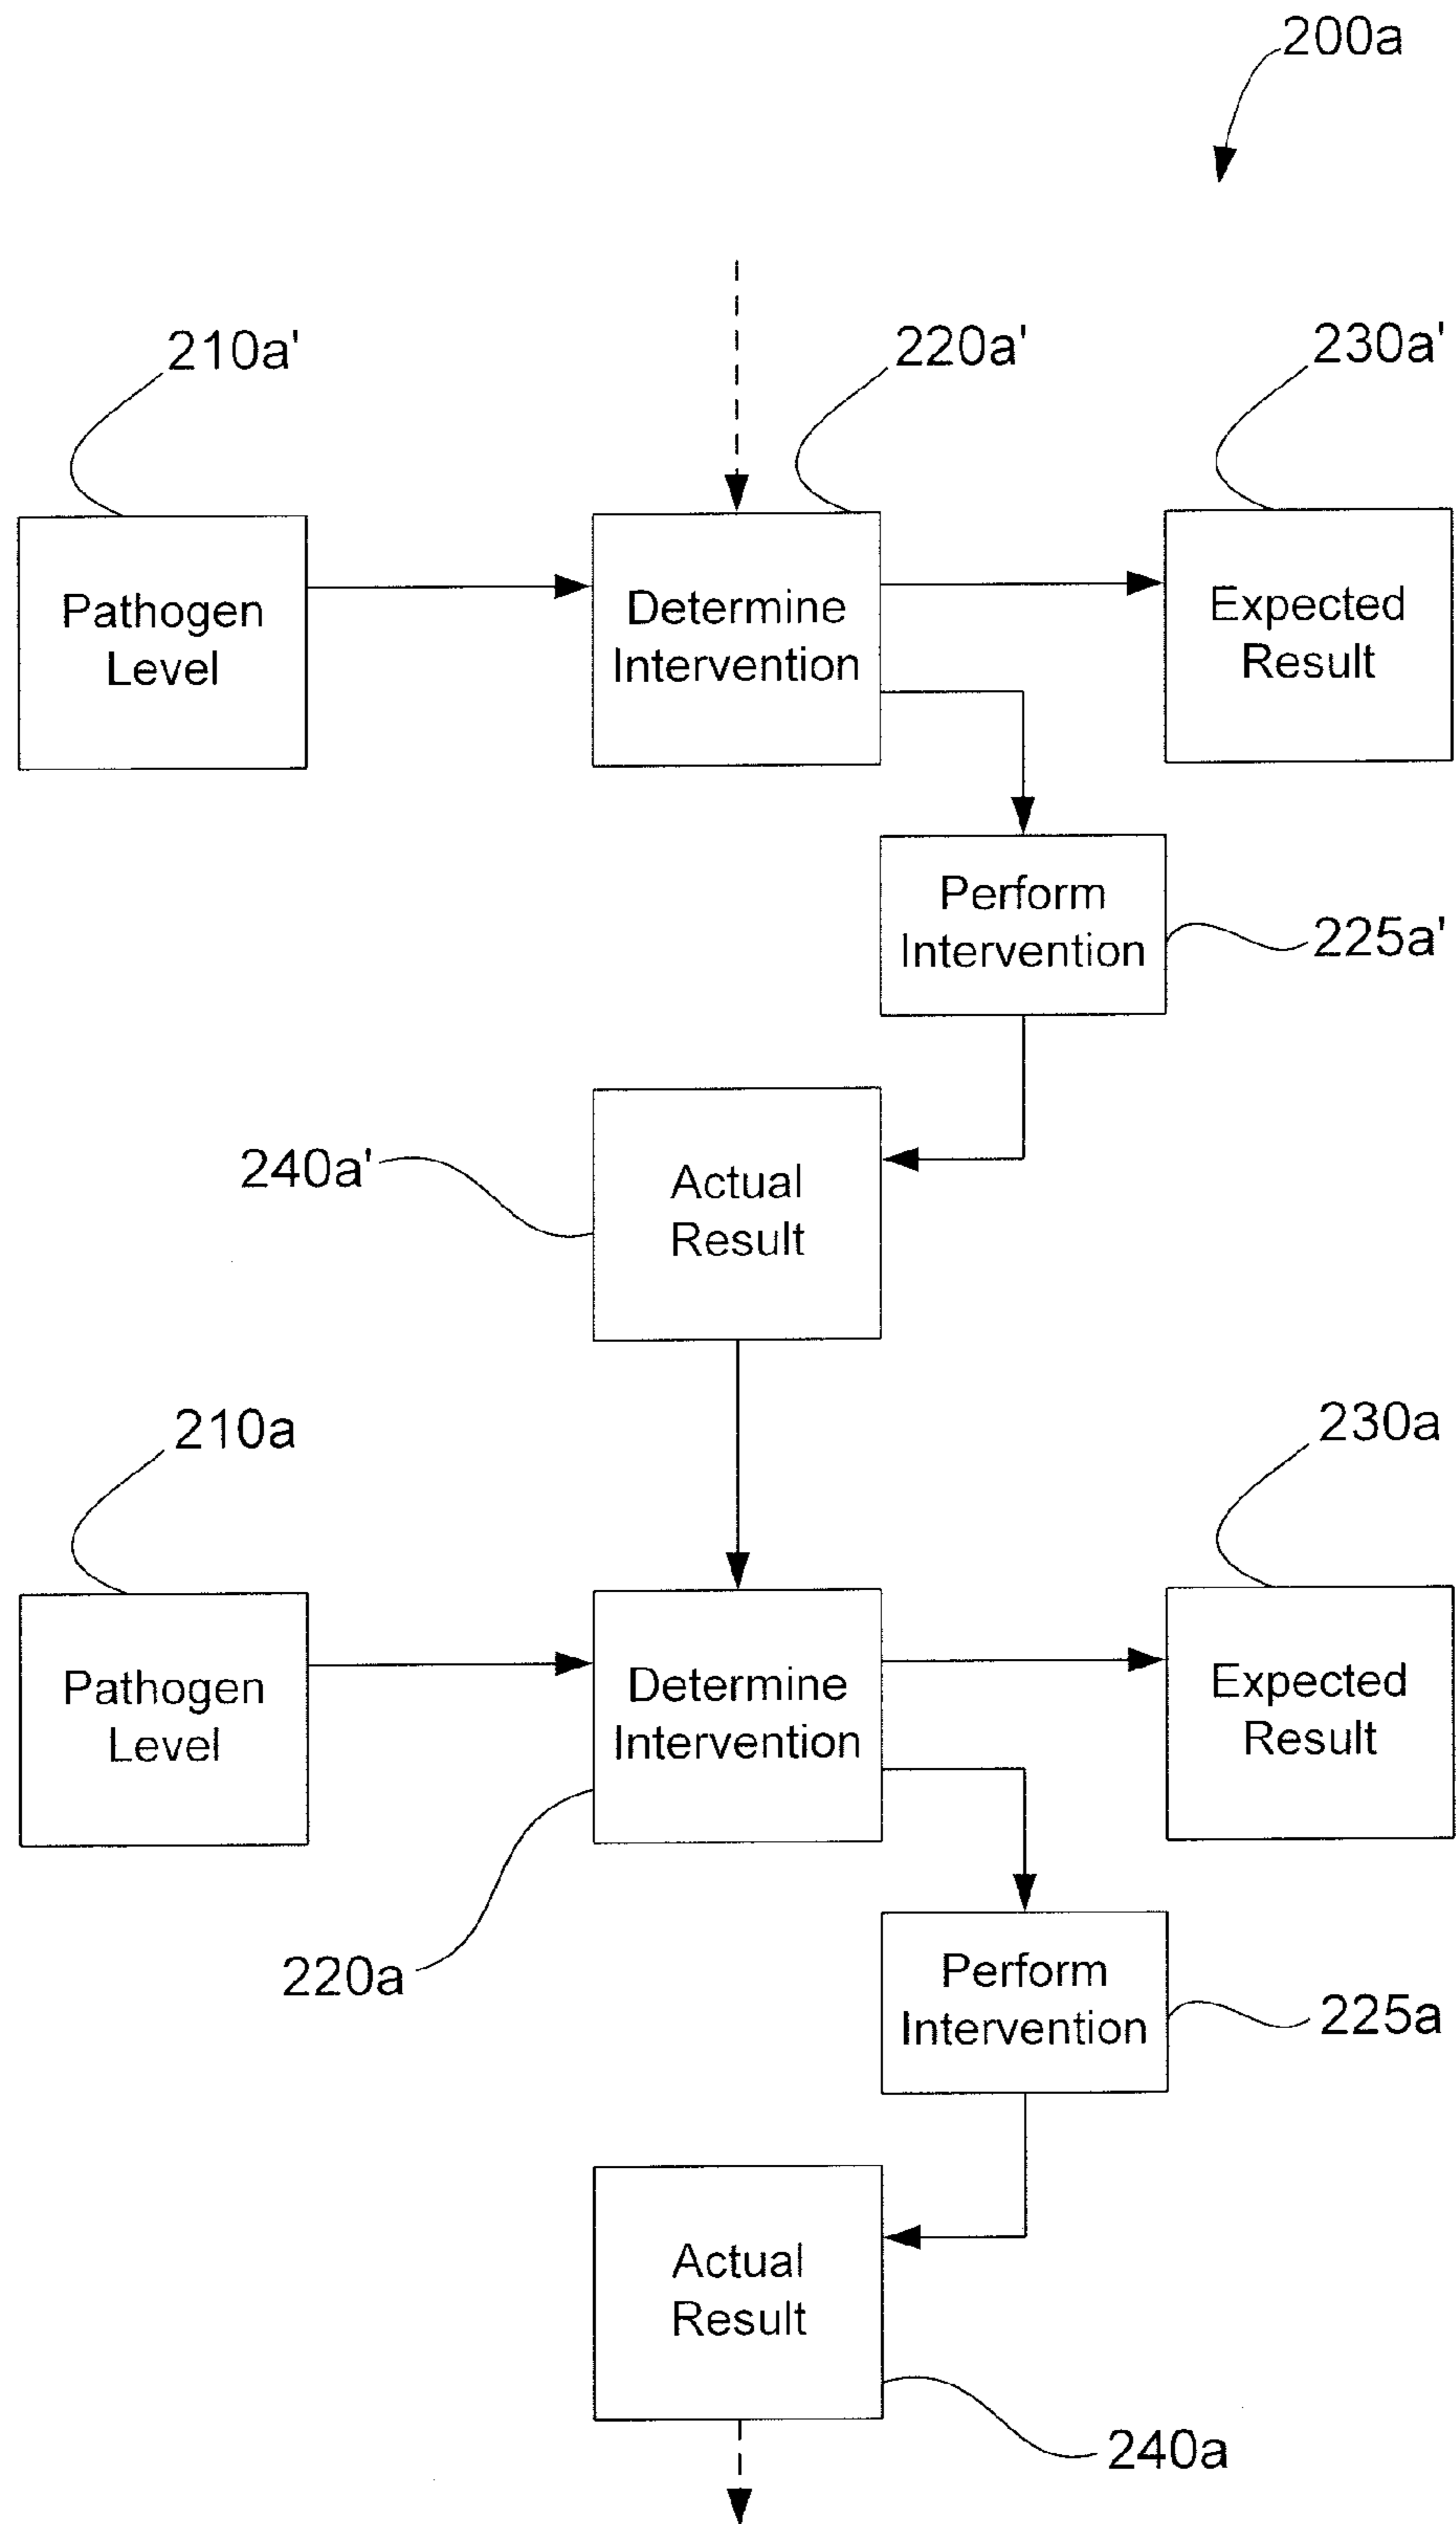 200a
210a'
220a'
230a'
Pathogen
Level
Determine
Intervention
Expected
Result
Perform
Intervention
225a'
240a'
Actual
Result
210a
230a
Pathogen
Level
Determine
Intervention
Expected
Result
220a
Perform
Intervention
225a
Actual
Result
240a